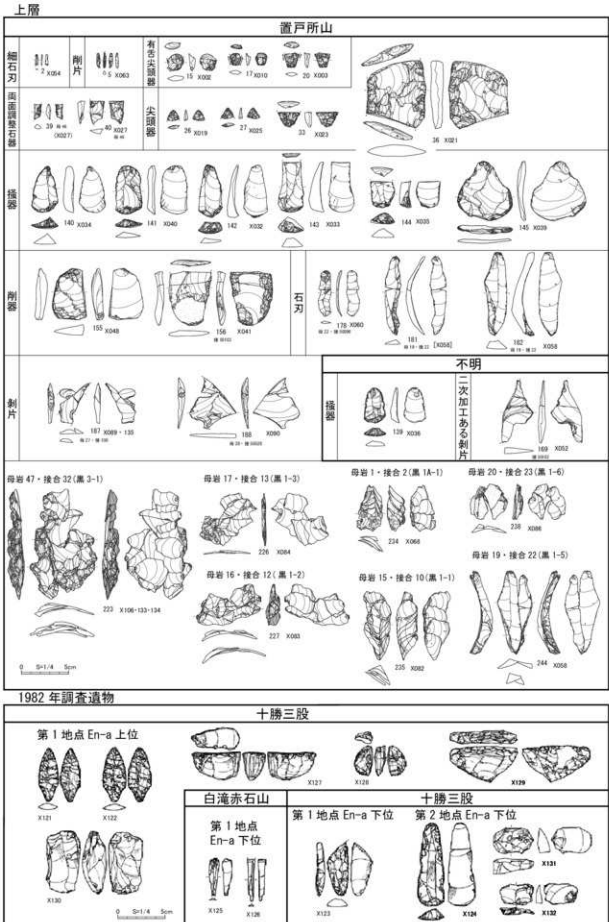 上層
置戸所山
細石刃
2 X054
削片
5 X063
有舌尖頭器
15 X002
17 X010
20 X003
36 X021
両面調整石器
39
(X027)
40 X027
尖頭器
26 X019
27 X025
33 X023
掻器
140 X034
141 X040
142 X032
143 X033
144 X035
145 X039
削器
155 X048
156 X041
石刃
178 X060
181 [X058]
182 X058
剥片
187 X089・135
188 X090
不明
掻器
139 X036
二次加工ある剥片
169 X052
母岩 47・接合 32(黒 3-1)
223 X106・133・134
母岩 17・接合 13(黒 1-3)
226 X084
母岩 1・接合 2(黒 1A-1)
234 X066
母岩 20・接合 23(黒 1-6)
238 X086
母岩 16・接合 12(黒 1-2)
227 X083
母岩 15・接合 10(黒 1-1)
235 X082
母岩 19・接合 22(黒 1-5)
244 X058
0 S=1/4 5cm
1982 年調査遺物
十勝三股
第 1 地点 En-a 上位
X121
X122
X127
X128
X129
X130
0 S=1/4 5cm
白滝赤石山
第 1 地点
En-a 下位
X125
X126
十勝三股
第 1 地点 En-a 下位
X123
第 2 地点 En-a 下位
X124
X131
X132